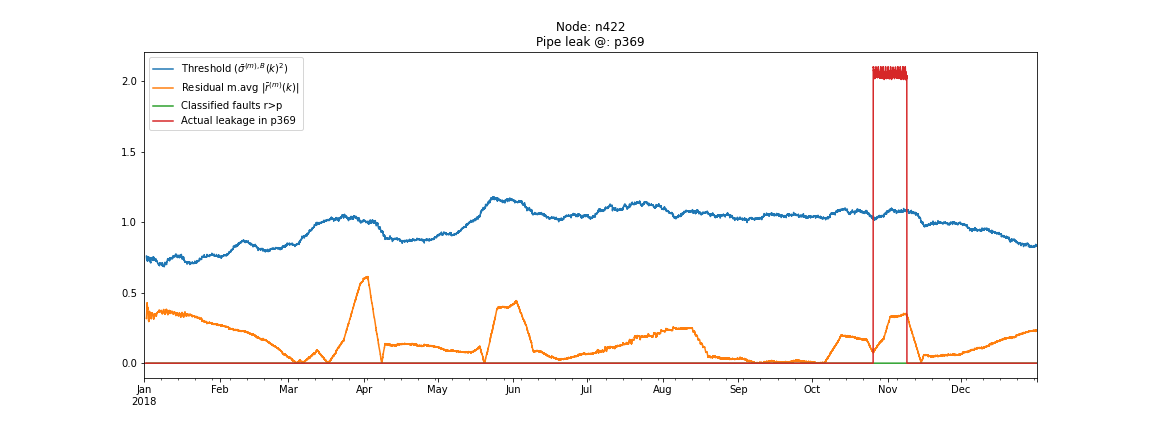 Node: n422
Pipe leak @: p369
Threshold (σ̄⁽ᵐ⁾,ᴮ(k)²)
Residual m.avg |r̄⁽ᵐ⁾(k)|
Classified faults r>p
Actual leakage in p369
2.0
1.5
1.0
0.5
0.0
Jan Feb Mar Apr May Jun Jul Aug Sep Oct Nov Dec
2018